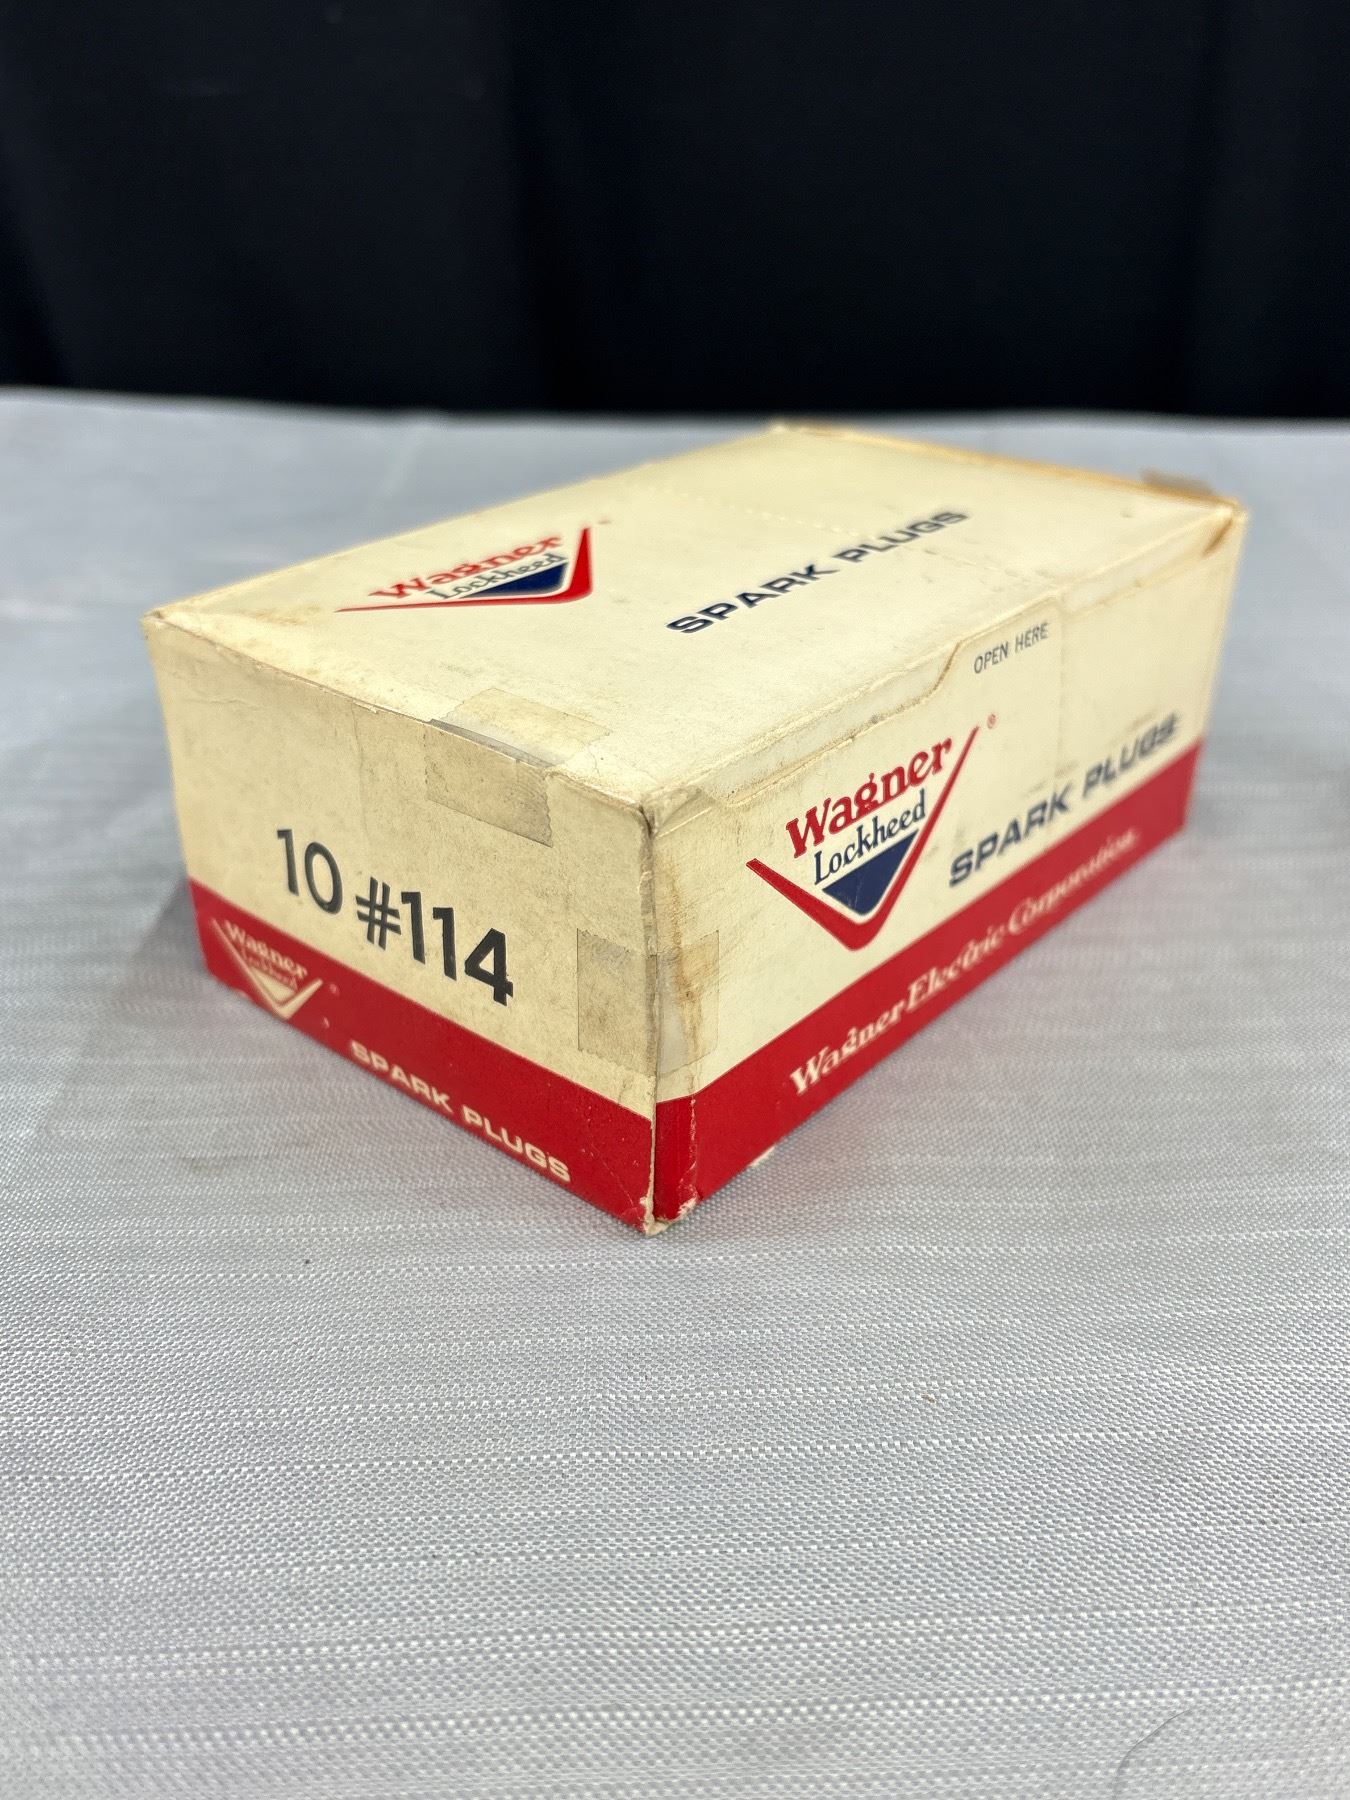 Wagner
Lockheed
SPARK PLUGS
OPEN HERE
Wagner ®
Lockheed
SPARK PLUGS
Wagner Electric Corporation
10 #114
Wagner
Lockheed
SPARK PLUGS